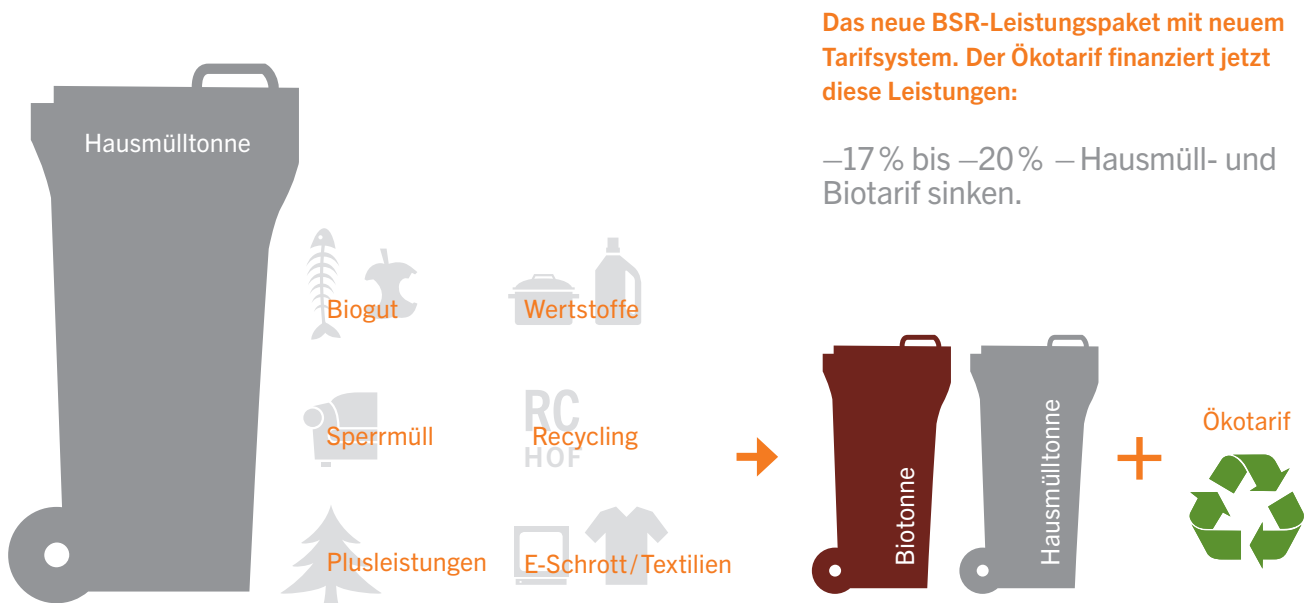 Das neue BSR-Leistungspaket mit neuem
Tarifsystem. Der Ökotarif finanziert jetzt
diese Leistungen:
–17 % bis –20 % – Hausmüll- und
Biotarif sinken.
Hausmülltonne
Biogut
Wertstoffe
Sperrmüll
RC
Recycling
HOF
Plusleistungen
E-Schrott/Textilien
Biotonne
Hausmülltonne
Ökotarif